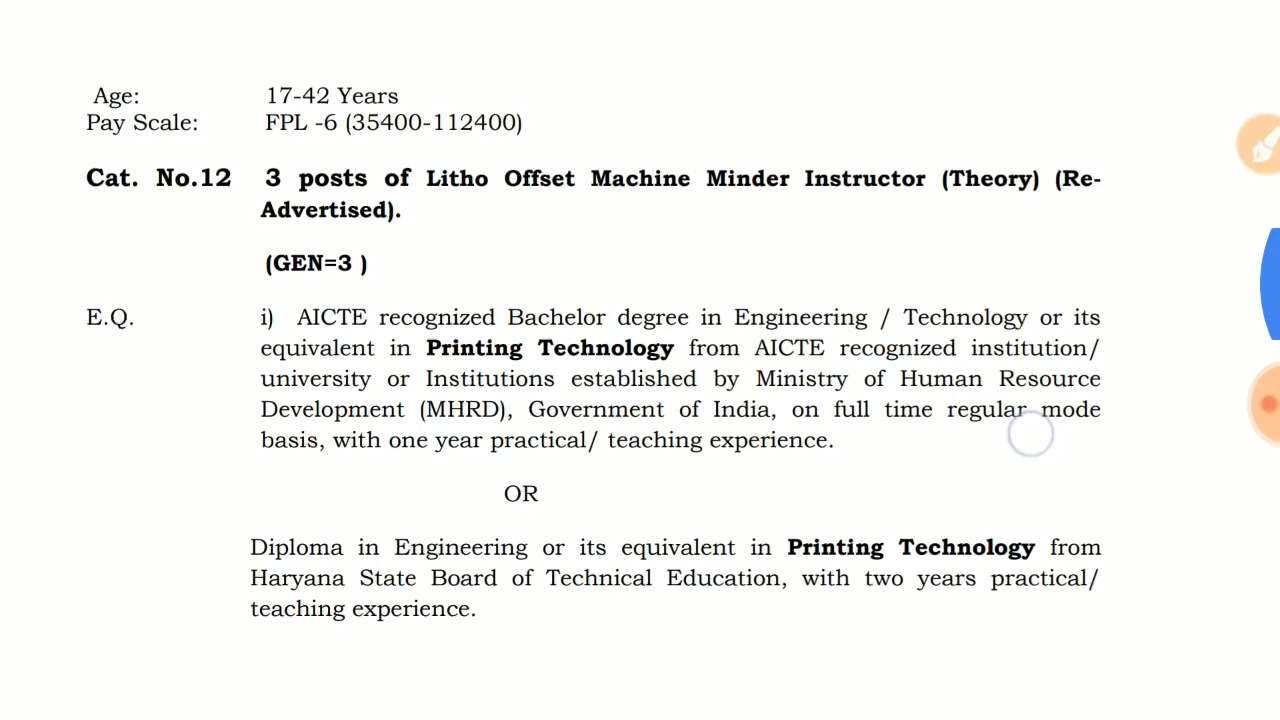 Age: 17-42 Years
Pay Scale: FPL -6 (35400-112400)
Cat. No.12 3 posts of Litho Offset Machine Minder Instructor (Theory) (Re-
Advertised).
(GEN=3 )
E.Q. i) AICTE recognized Bachelor degree in Engineering / Technology or its
equivalent in Printing Technology from AICTE recognized institution/
university or Institutions established by Ministry of Human Resource
Development (MHRD), Government of India, on full time regular mode
basis, with one year practical/ teaching experience.
OR
Diploma in Engineering or its equivalent in Printing Technology from
Haryana State Board of Technical Education, with two years practical/
teaching experience.